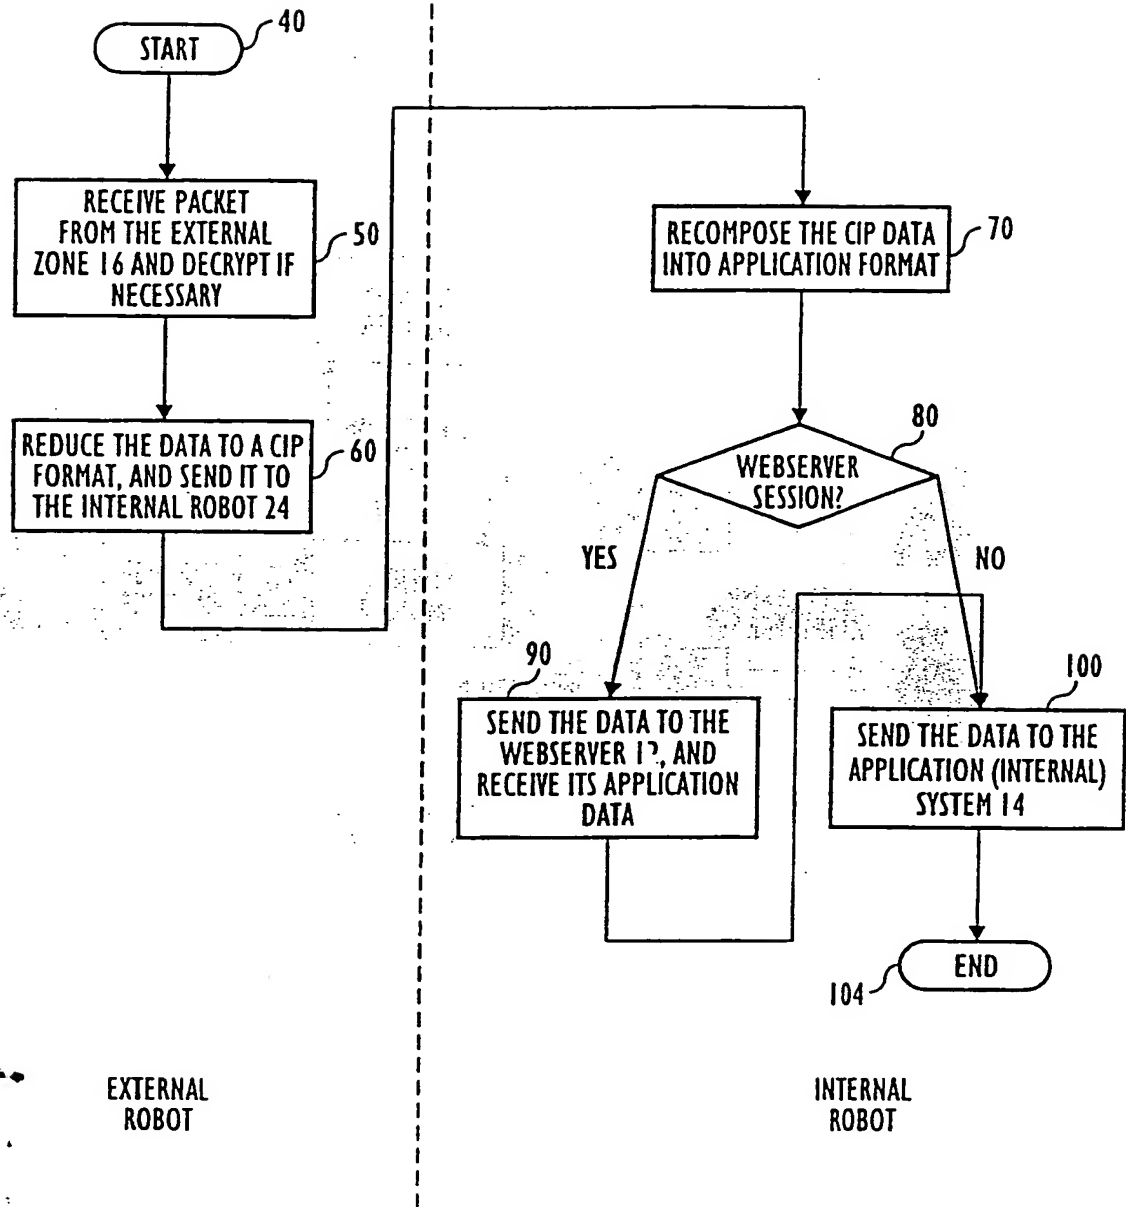 START
40
RECEIVE PACKET
FROM THE EXTERNAL
ZONE 16 AND DECRYPT IF
NECESSARY
50
REDUCE THE DATA TO A CIP
FORMAT, AND SEND IT TO
THE INTERNAL ROBOT 24
60
RECOMPOSE THE CIP DATA
INTO APPLICATION FORMAT
70
80
WEBSERVER
SESSION?
YES
NO
90
SEND THE DATA TO THE
WEBSERVER , AND
RECEIVE ITS APPLICATION
DATA
100
SEND THE DATA TO THE
APPLICATION (INTERNAL)
SYSTEM 14
END
104
EXTERNAL
ROBOT
INTERNAL
ROBOT